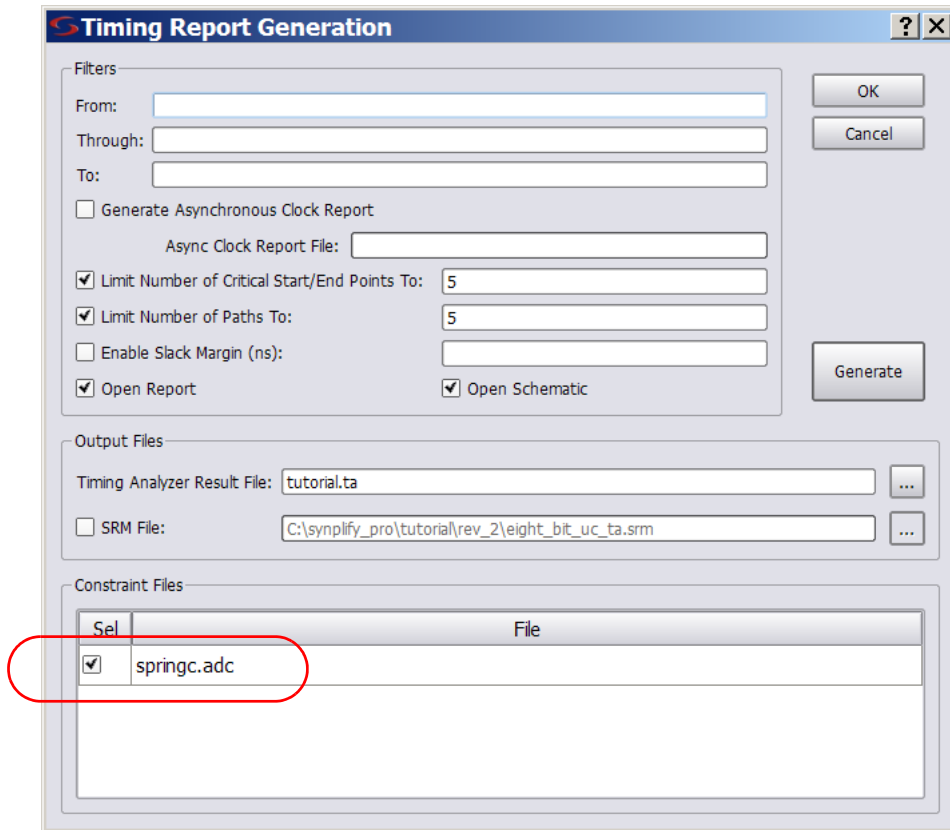 Timing Report Generation
Filters
From:
OK
Through:
Cancel
To:
Generate Asynchronous Clock Report
Async Clock Report File:
Limit Number of Critical Start/End Points To: 5
Limit Number of Paths To: 5
Enable Slack Margin (ns):
Generate
Open Report Open Schematic
Output Files
Timing Analyzer Result File: tutorial.ta ...
SRM File: C:\synplify_pro\tutorial\rev_2\eight_bit_uc_ta.srm ...
Constraint Files
Sel File
springc.adc